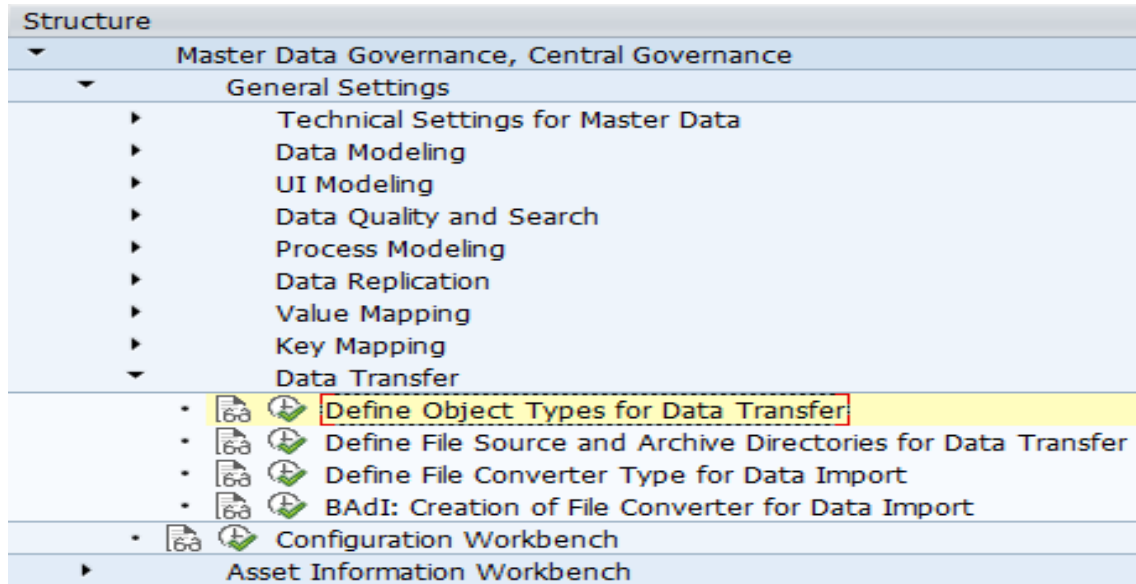 Structure
Master Data Governance, Central Governance
General Settings
Technical Settings for Master Data
Data Modeling
UI Modeling
Data Quality and Search
Process Modeling
Data Replication
Value Mapping
Key Mapping
Data Transfer
Define Object Types for Data Transfer
Define File Source and Archive Directories for Data Transfer
Define File Converter Type for Data Import
BAdI: Creation of File Converter for Data Import
Configuration Workbench
Asset Information Workbench